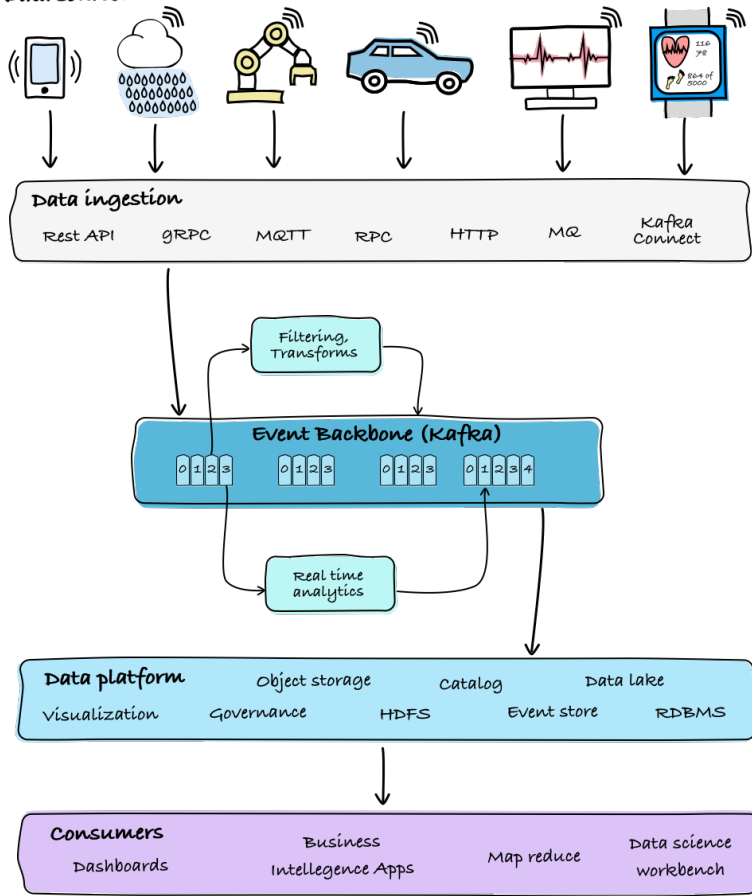 116
78
864 of
5000
Data ingestion
Rest API
gRPC
MQTT
RPC
HTTP
MQ
Kafka
Connect
Filtering,
Transforms
Event Backbone (Kafka)
0 1 2 3
0 1 2 3
0 1 2 3
0 1 2 3 4
Real time
analytics
Data platform
Object storage
Catalog
Data lake
Visualization
Governance
HDFS
Event store
RDBMS
Consumers
Dashboards
Business
Intellegence Apps
Map reduce
Data science
workbench